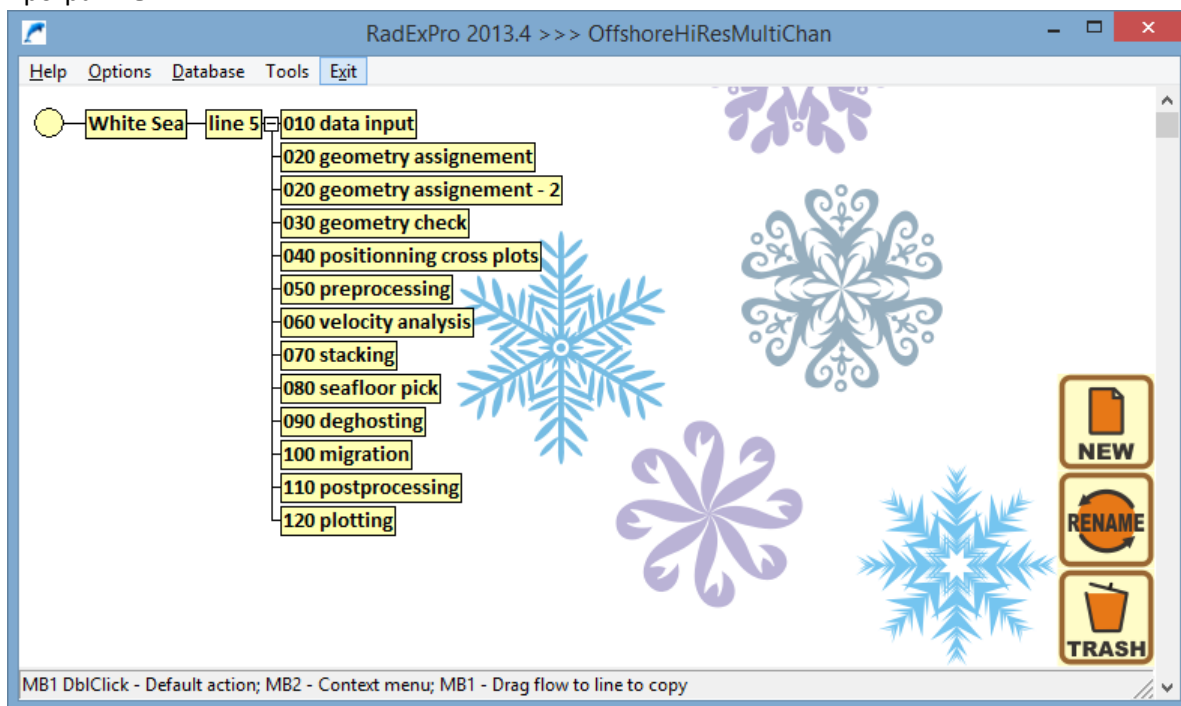 RadExPro 2013.4 >>> OffshoreHiResMultiChan
Help Options Database Tools Exit
White Sea line 5 010 data input
020 geometry assignement
020 geometry assignement - 2
030 geometry check
040 positionning cross plots
050 preprocessing
060 velocity analysis
070 stacking
080 seafloor pick
090 deghosting
100 migration
110 postprocessing
120 plotting
NEW
RENAME
TRASH
MB1 DblClick - Default action; MB2 - Context menu; MB1 - Drag flow to line to copy